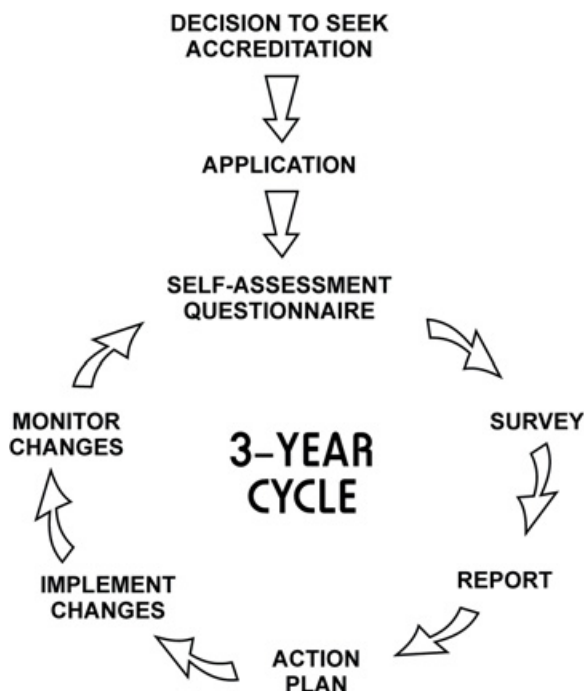 DECISION TO SEEK
ACCREDITATION
APPLICATION
SELF-ASSESSMENT
QUESTIONNAIRE
SURVEY
REPORT
ACTION
PLAN
IMPLEMENT
CHANGES
MONITOR
CHANGES
3-YEAR
CYCLE